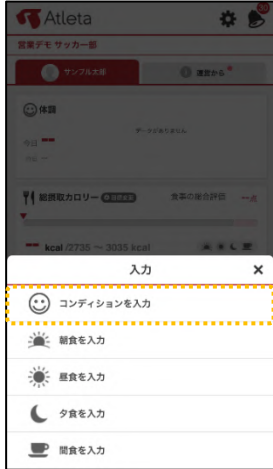 Atleta
30
営業デモ サッカー部
サンプル太郎
運営から
体調
データがありません
今日 --
総摂取カロリー
食事の総合評価 --点
-- kcal /2735 ~ 3035 kcal
入力 ×
コンディションを入力
朝食を入力
昼食を入力
夕食を入力
間食を入力